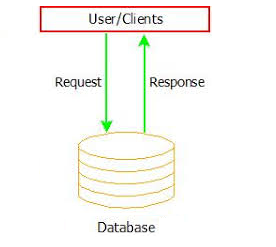 User/Clients
Request
Response
Database